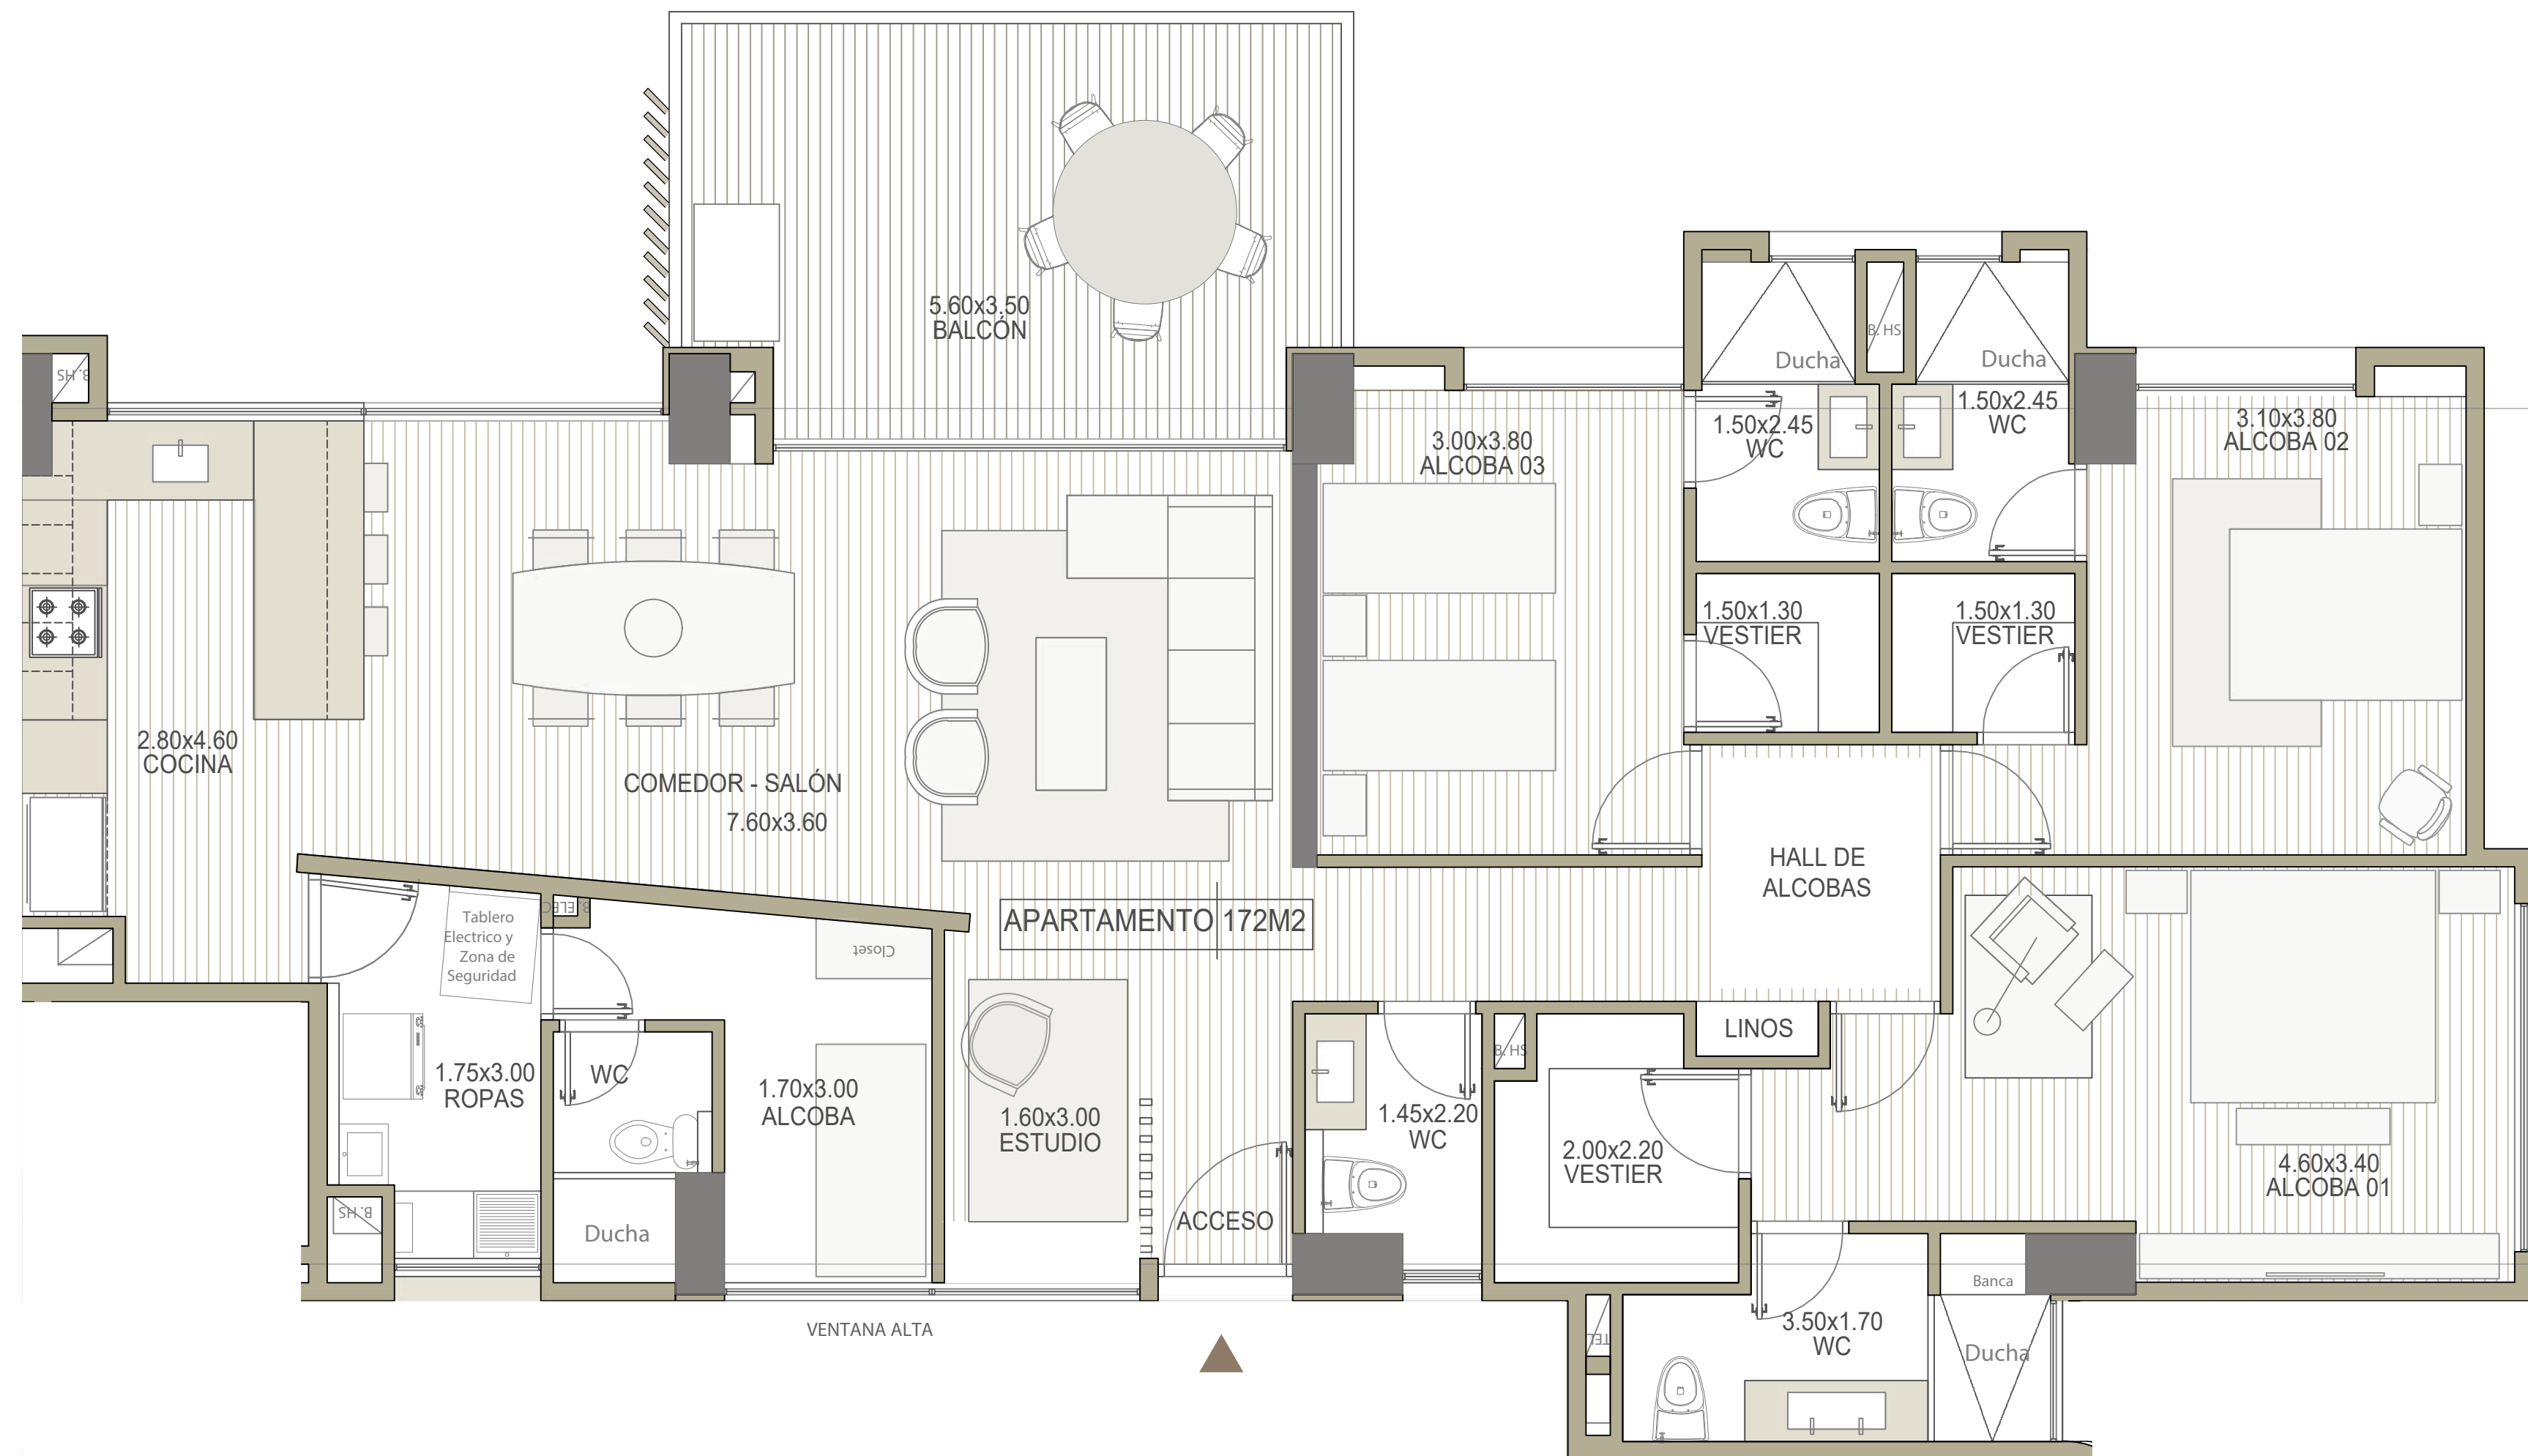 5.60x3.50
BALCÓN
B. HS
Ducha
B. HS
Ducha
1.50x2.45
WC
1.50x2.45
WC
3.10x3.80
ALCOBA 02
3.00x3.80
ALCOBA 03
1.50x1.30
VESTIER
1.50x1.30
VESTIER
2.80x4.60
COCINA
COMEDOR - SALÓN
7.60x3.60
HALL DE
ALCOBAS
APARTAMENTO 172M2
Tablero
Electrico y
Zona de
Seguridad
B. ELEC
Closet
LINOS
B. HS
1.75x3.00
ROPAS
WC
1.70x3.00
ALCOBA
1.60x3.00
ESTUDIO
1.45x2.20
WC
2.00x2.20
VESTIER
4.60x3.40
ALCOBA 01
B. HS
Ducha
ACCESO
Banca
VENTANA ALTA
TEL
3.50x1.70
WC
Ducha